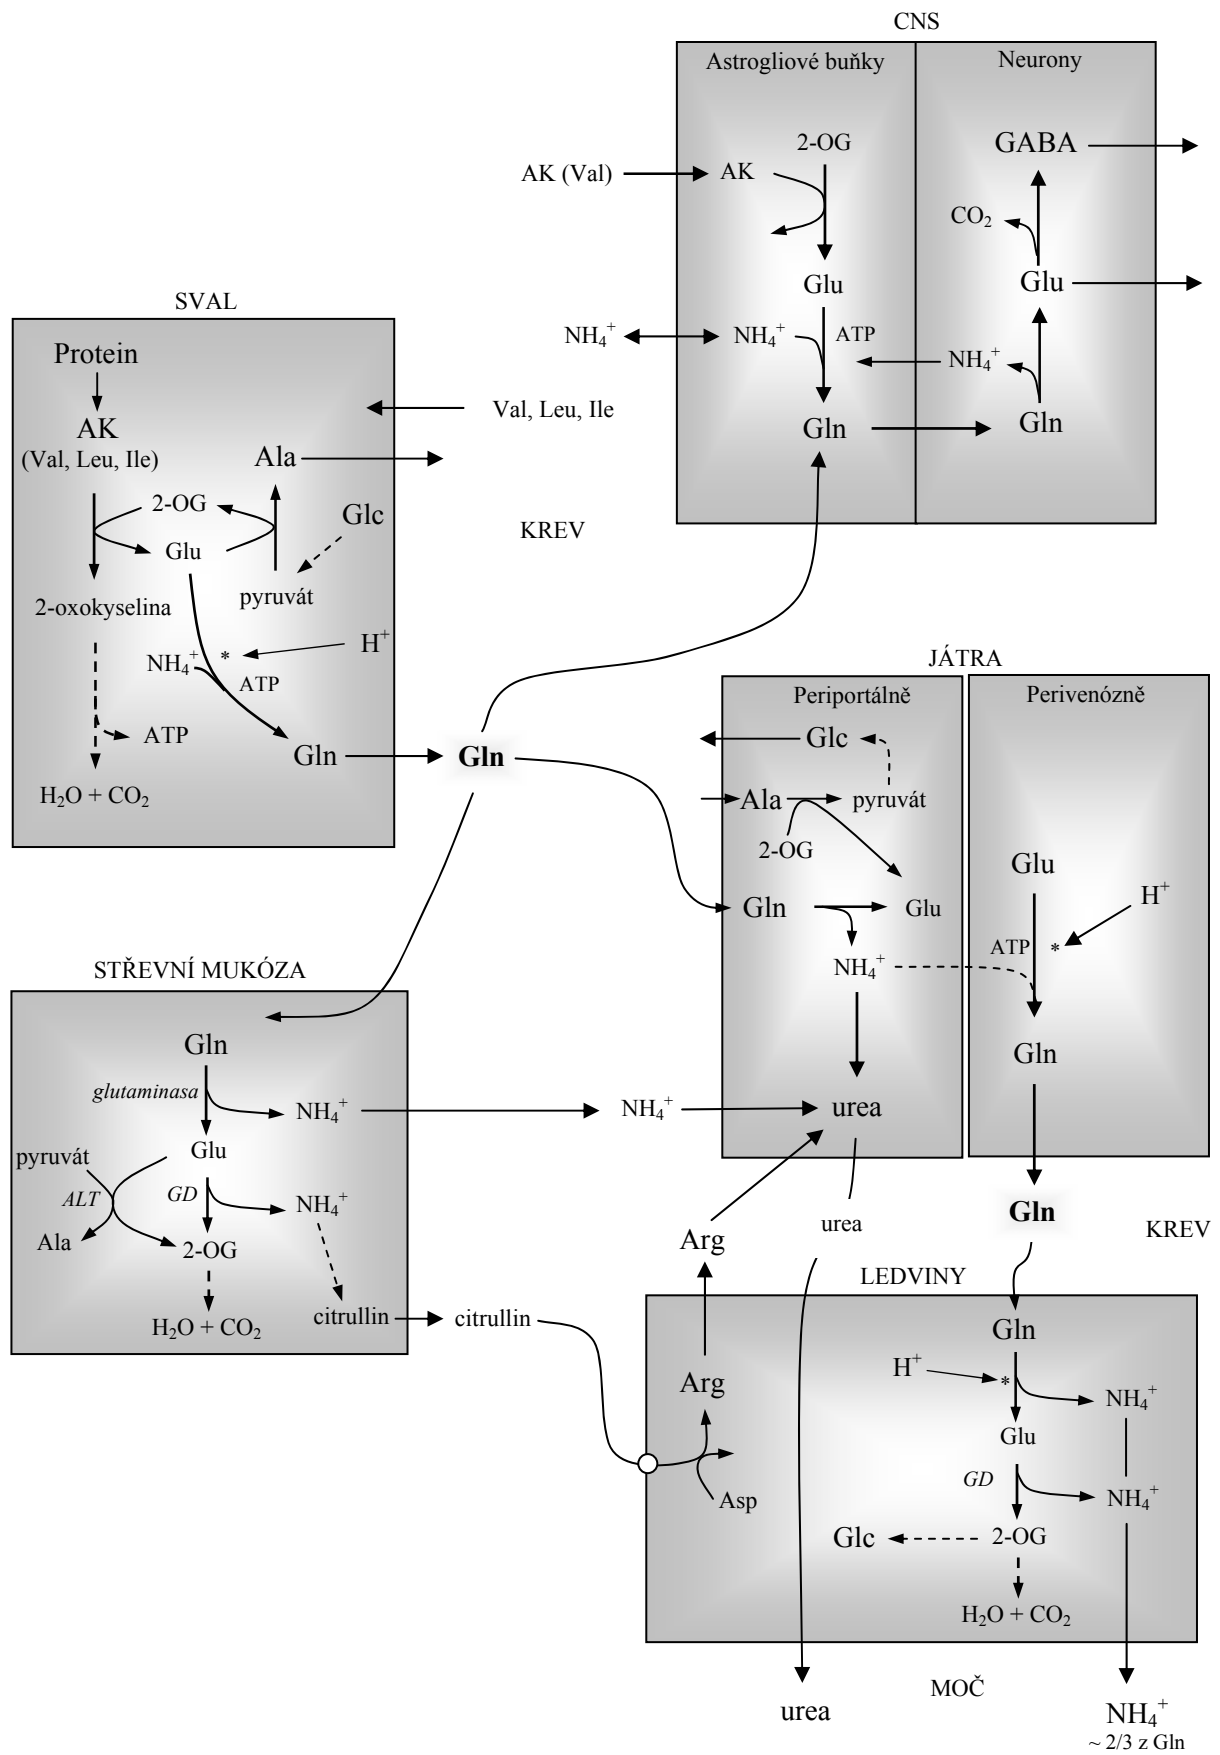 CNS
Astrogliové buňky
Neurony
2-OG
GABA
AK (Val)
AK
CO₂
Glu
Glu
NH₄⁺
NH₄⁺
ATP
NH₄⁺
Gln
Gln
SVAL
Protein
AK
(Val, Leu, Ile)
Ala
Val, Leu, Ile
2-OG
Glc
Glu
2-oxokyselina
pyruvát
NH₄⁺
*
H⁺
ATP
ATP
Gln
H₂O + CO₂
KREV
Gln
JÁTRA
Periportálně
Perivenózně
Glc
Ala
pyruvát
2-OG
Glu
Gln
Glu
H⁺
ATP
*
NH₄⁺
Gln
urea
STŘEVNÍ MUKÓZA
Gln
glutaminasa
NH₄⁺
NH₄⁺
Glu
pyruvát
ALT
GD
NH₄⁺
Ala
2-OG
citrullin
citrullin
H₂O + CO₂
Arg
urea
Gln
KREV
LEDVINY
Gln
H⁺
*
NH₄⁺
Arg
Glu
Asp
GD
NH₄⁺
Glc
2-OG
H₂O + CO₂
MOČ
urea
NH₄⁺
~ 2/3 z Gln